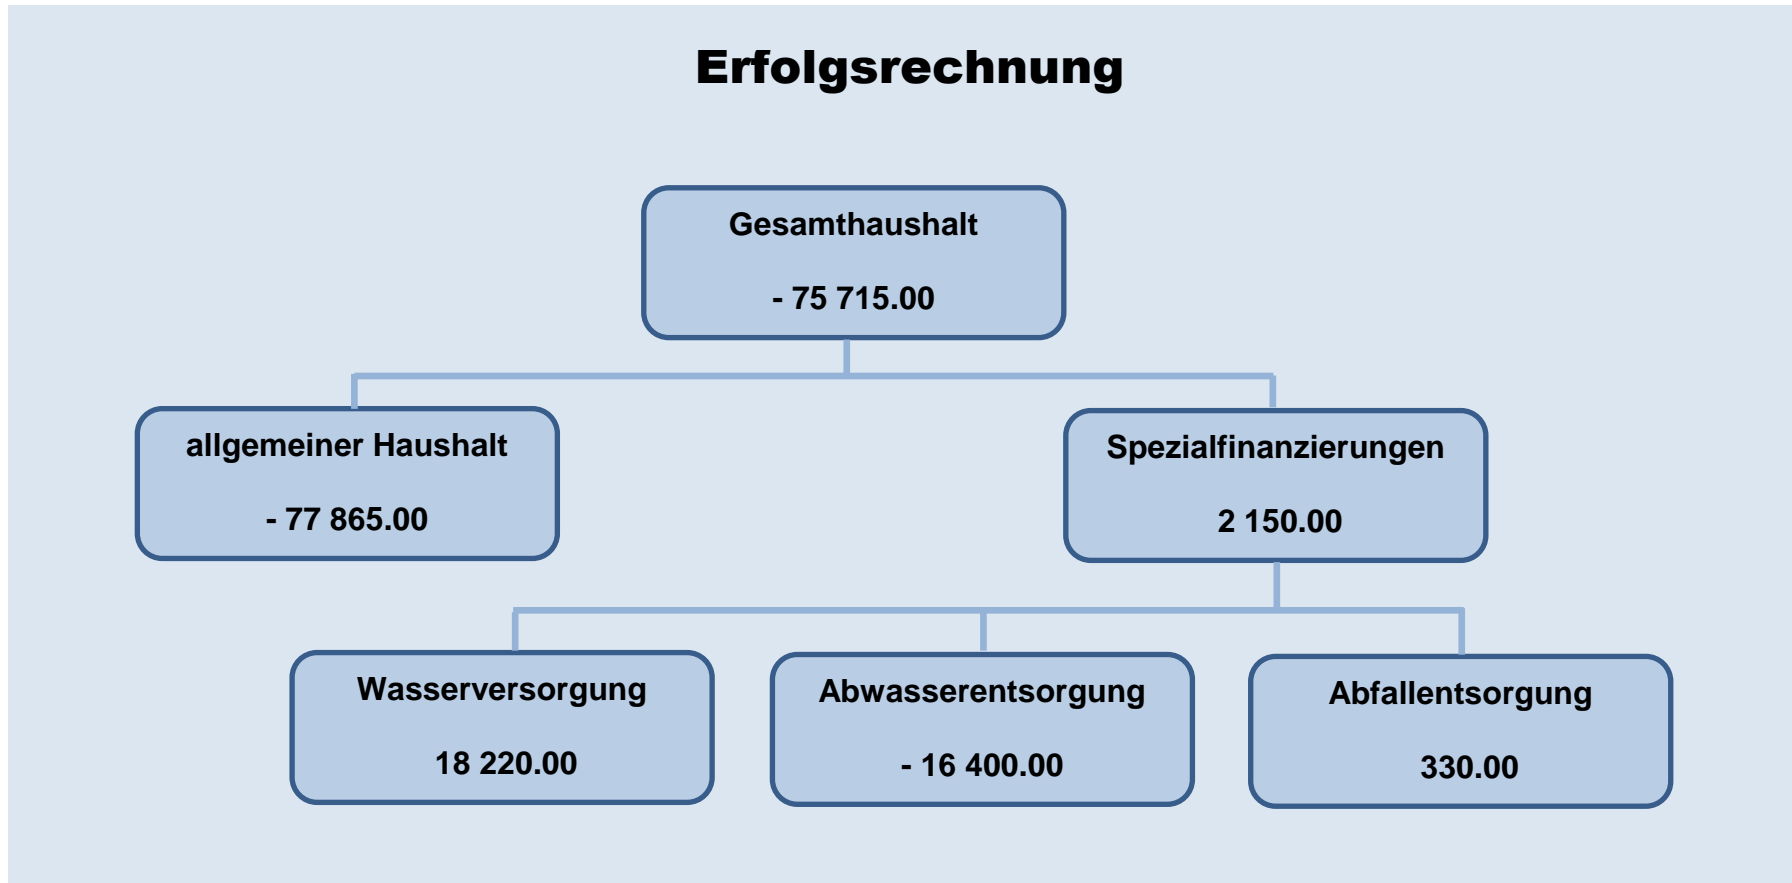 Erfolgsrechnung
Gesamthaushalt
- 75 715.00
allgemeiner Haushalt
- 77 865.00
Spezialfinanzierungen
2 150.00
Wasserversorgung
18 220.00
Abwasserentsorgung
- 16 400.00
Abfallentsorgung
330.00